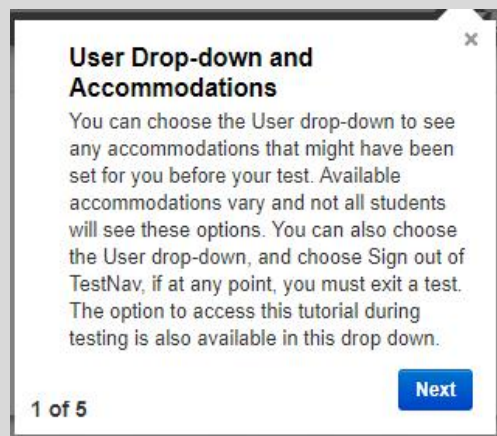 ×
User Drop-down and
Accommodations
You can choose the User drop-down to see
any accommodations that might have been
set for you before your test. Available
accommodations vary and not all students
will see these options. You can also choose
the User drop-down, and choose Sign out of
TestNav, if at any point, you must exit a test.
The option to access this tutorial during
testing is also available in this drop down.
Next
1 of 5